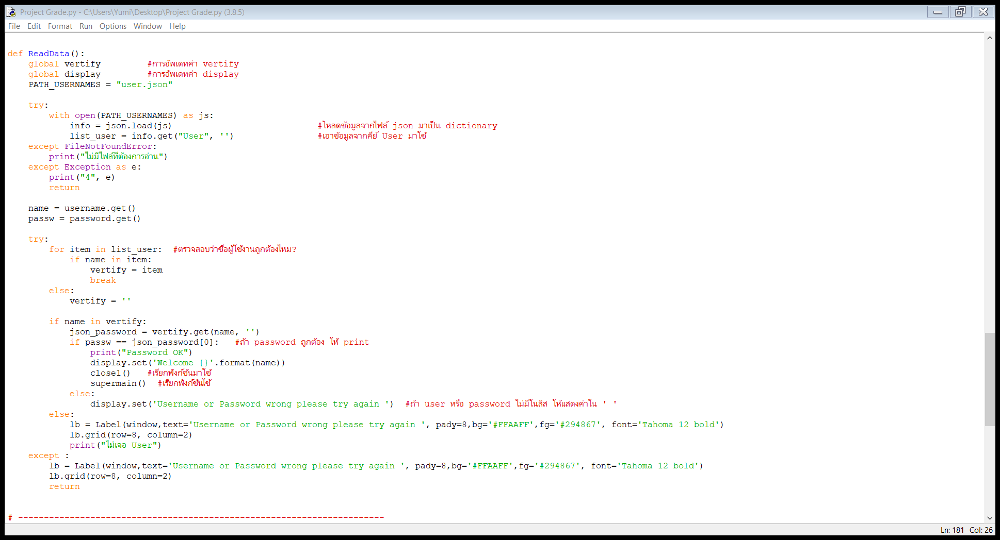 Project Grade.py - C:\Users\Yumi\Desktop\Project Grade.py (3.8.5)
File Edit Format Run Options Window Help
def ReadData():
    global vertify         #การอัพเดทค่า vertify
    global display         #การอัพเดทค่า display
    PATH_USERNAMES = "user.json"
    try:
        with open(PATH_USERNAMES) as js:
            info = json.load(js)                            #โหลดข้อมูลจากไฟล์ json มาเป็น dictionary
            list_user = info.get("User", '')                #เอาข้อมูลจากคีย์ User มาใช้
    except FileNotFoundError:
        print("ไม่มีไฟล์ที่ต้องการอ่าน")
    except Exception as e:
        print("4", e)
        return
    name = username.get()
    passw = password.get()
    try:
        for item in list_user:  #ตรวจสอบว่าชื่อผู้ใช้งานถูกต้องไหม?
            if name in item:
                vertify = item
                break
        else:
            vertify = ''
        if name in vertify:
            json_password = vertify.get(name, '')
            if passw == json_password[0]:   #ถ้า password ถูกต้อง ให้ print
                print("Password OK")
                display.set('Welcome {}'.format(name))
                close1()   #เรียกฟังก์ชันมาใช้
                supermain()  #เรียกฟังก์ชันใช้
            else:
                display.set('Username or Password wrong please try again ')  #ถ้า user หรือ password ไม่มีในลิส ให้แสดงค่าใน ' '
        else:
            lb = Label(window,text='Username or Password wrong please try again ', pady=8,bg='#FFAAFF',fg='#294867', font='Tahoma 12 bold')
            lb.grid(row=8, column=2)
            print("ไม่เจอ User")
    except :
        lb = Label(window,text='Username or Password wrong please try again ', pady=8,bg='#FFAAFF',fg='#294867', font='Tahoma 12 bold')
        lb.grid(row=8, column=2)
        return
# -----------------------------------------------------------------------
Ln: 181 Col: 26